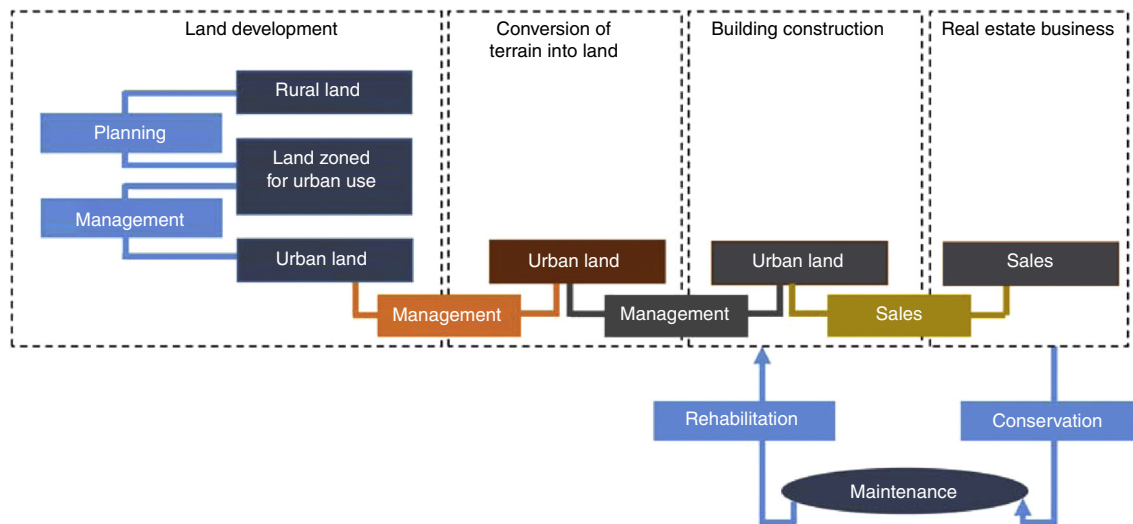 Land development
Conversion of
terrain into land
Building construction
Real estate business
Rural land
Planning
Land zoned
for urban use
Management
Urban land
Urban land
Urban land
Sales
Management
Management
Sales
Rehabilitation
Conservation
Maintenance